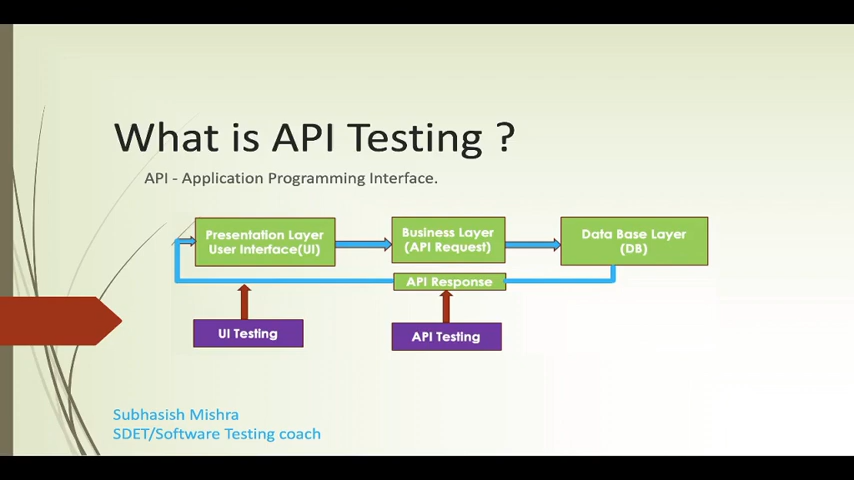 What is API Testing ?
API - Application Programming Interface.
Presentation Layer
User Interface(UI)
Business Layer
(API Request)
Data Base Layer
(DB)
API Response
UI Testing
API Testing
Subhasish Mishra
SDET/Software Testing coach